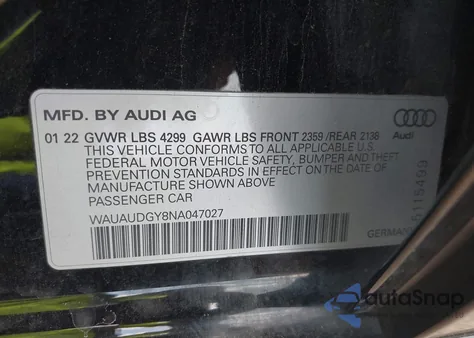 MFD. BY AUDI AG
Audi
01 22 GVWR LBS 4299 GAWR LBS FRONT 2359 /REAR 2138
THIS VEHICLE CONFORMS TO ALL APPLICABLE U.S.
FEDERAL MOTOR VEHICLE SAFETY, BUMPER AND THEFT
PREVENTION STANDARDS IN EFFECT ON THE DATE OF
MANUFACTURE SHOWN ABOVE
PASSENGER CAR
WAUAUDGY8NA047027
GERMAN
autoSnap